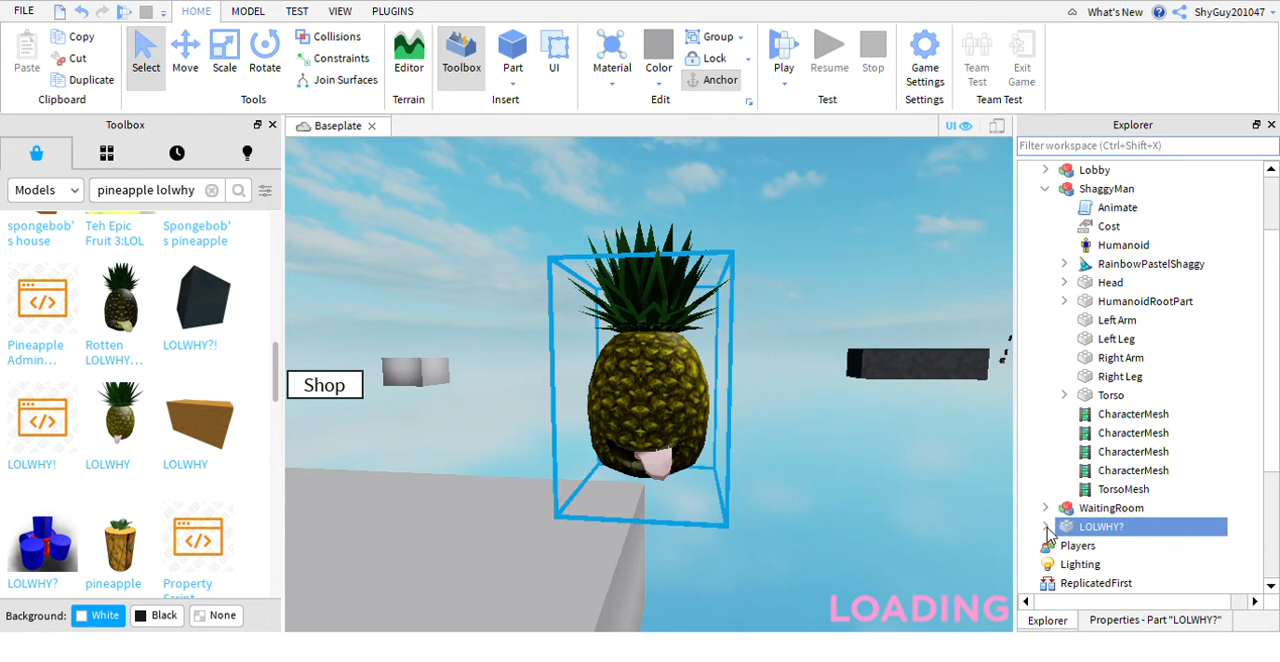 FILE HOME MODEL TEST VIEW PLUGINS What's New ShyGuy201047
Paste Copy Cut Duplicate
Clipboard
Select Move Scale Rotate Collisions Constraints Join Surfaces
Tools
Editor
Terrain
Toolbox Part UI
Insert
Material Color Group Lock Anchor
Edit
Play Resume Stop
Test
Game Settings
Settings
Team Test Exit Game
Team Test
Toolbox
Models pineapple lolwhy
spongebob's house
Teh Epic Fruit 3:LOL
Spongebob's pineapple
Pineapple Admin...
Rotten LOLWHY...
LOLWHY?!
LOLWHY!
LOLWHY
LOLWHY
LOLWHY?
pineapple
Property Script
Background: White Black None
Baseplate
UI
Shop
LOADING
Explorer
Filter workspace (Ctrl+Shift+X)
Lobby
ShaggyMan
Animate
Cost
Humanoid
RainbowPastelShaggy
Head
HumanoidRootPart
Left Arm
Left Leg
Right Arm
Right Leg
Torso
CharacterMesh
CharacterMesh
CharacterMesh
CharacterMesh
TorsoMesh
WaitingRoom
LOLWHY?
Players
Lighting
ReplicatedFirst
Explorer Properties - Part "LOLWHY?"